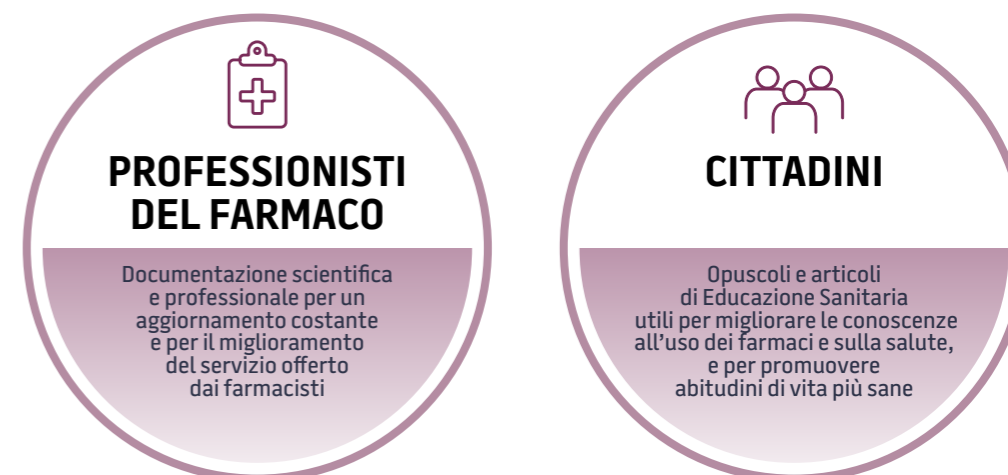 PROFESSIONISTI
DEL FARMACO
Documentazione scientifica
e professionale per un
aggiornamento costante
e per il miglioramento
del servizio offerto
dai farmacisti
CITTADINI
Opuscoli e articoli
di Educazione Sanitaria
utili per migliorare le conoscenze
all’uso dei farmaci e sulla salute,
e per promuovere
abitudini di vita più sane